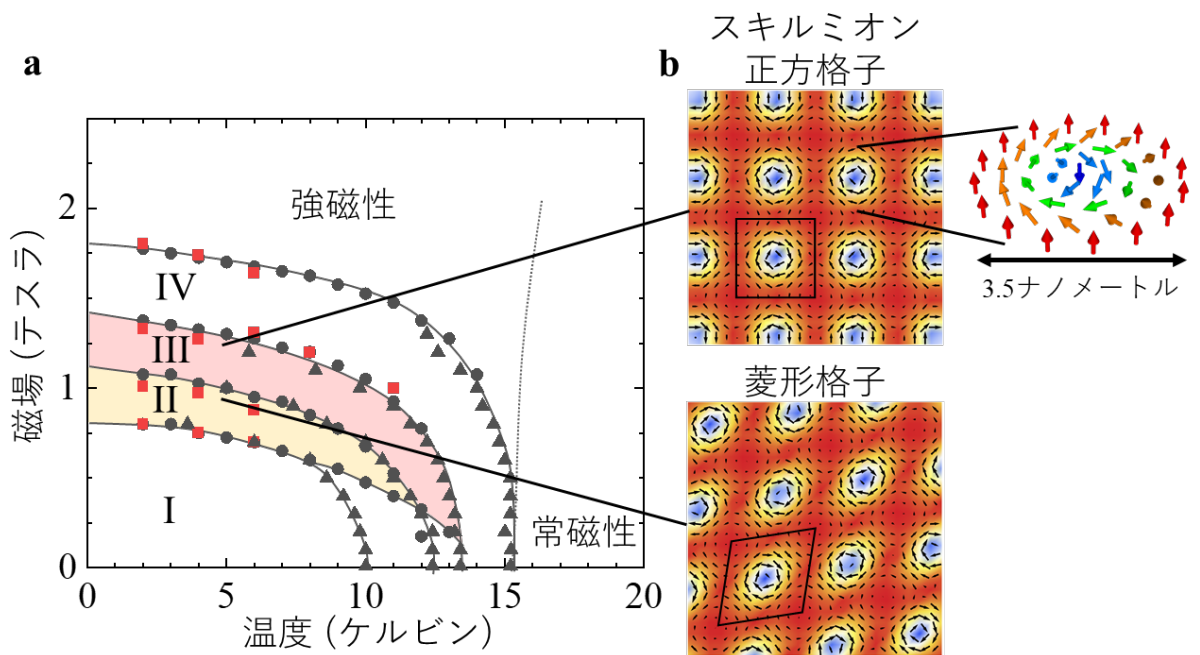 a
磁場 (テスラ)
2
1
0
強磁性
IV
III
II
I
常磁性
0
5
10
15
20
温度 (ケルビン)
b
スキルミオン
正方格子
3.5ナノメートル
菱形格子